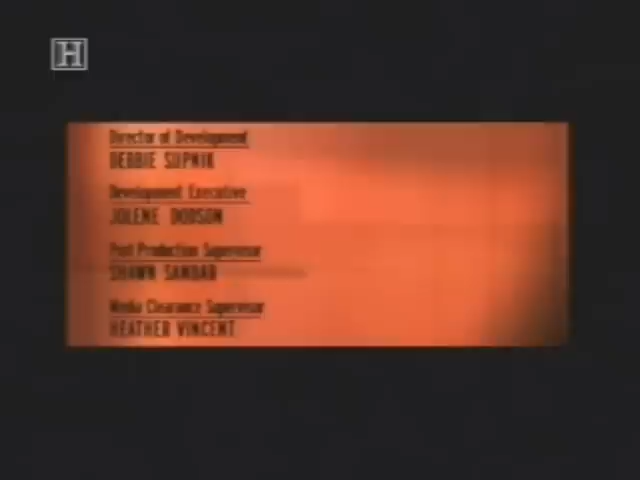 H
Director of Development
DEBBIE SUPNIK
Development Executive
JOLENE DODSON
Post Production Supervisor
SHAWN SANBAR
Media Clearance Supervisor
HEATHER VINCENT